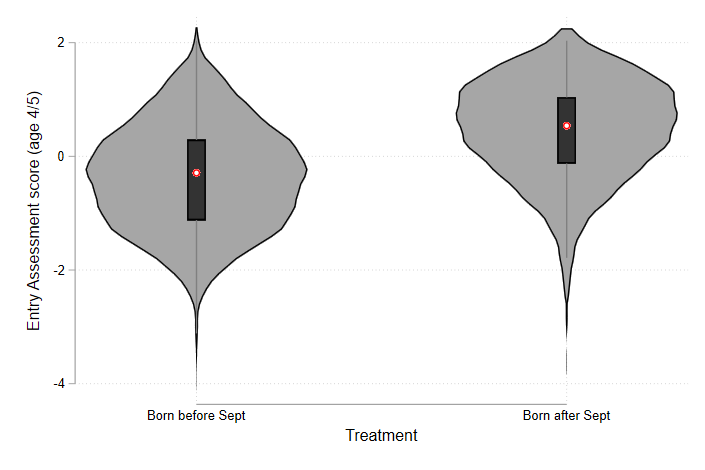 Entry Assessment score (age 4/5)
2
0
-2
-4
Born before Sept
Born after Sept
Treatment